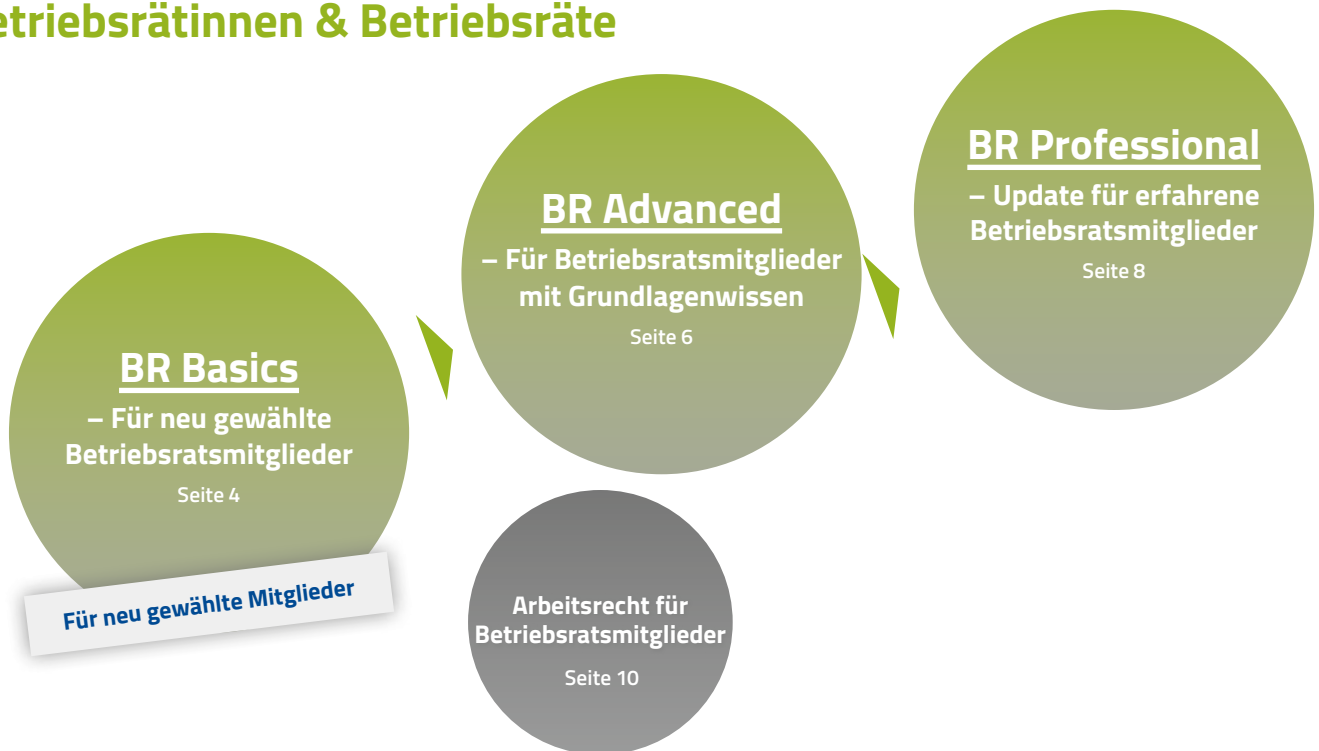 etriebsrätinnen & Betriebsräte
BR Basics
– Für neu gewählte
Betriebsratsmitglieder
Seite 4
Für neu gewählte Mitglieder
BR Advanced
– Für Betriebsratsmitglieder
mit Grundlagenwissen
Seite 6
Arbeitsrecht für
Betriebsratsmitglieder
Seite 10
BR Professional
– Update für erfahrene
Betriebsratsmitglieder
Seite 8